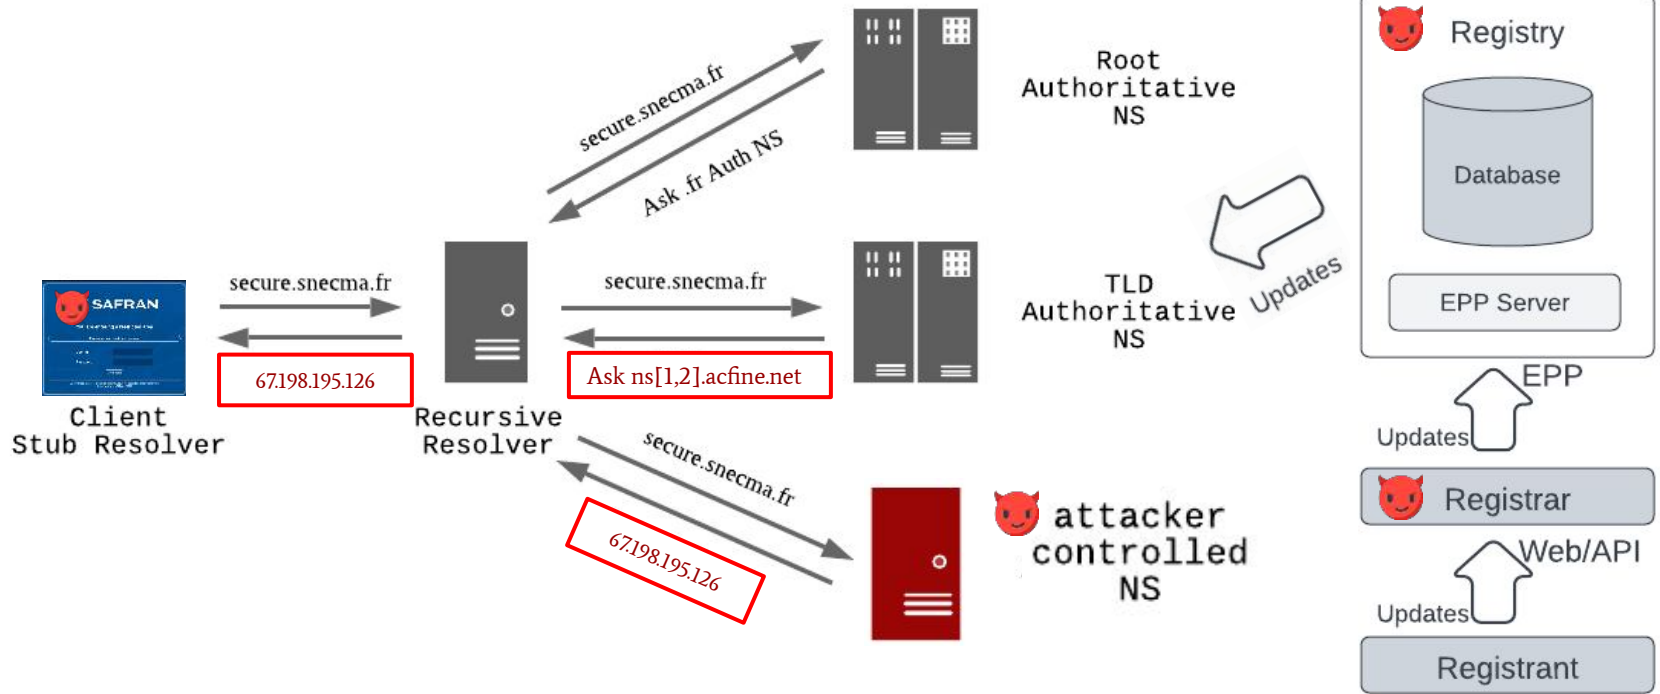 secure.snecma.fr
Ask .fr Auth NS
Root
Authoritative
NS
Registry
Database
EPP Server
Updates
SAFRAN
secure.snecma.fr
67.198.195.126
Client
Stub Resolver
Recursive
Resolver
secure.snecma.fr
Ask ns[1,2].acfine.net
TLD
Authoritative
NS
secure.snecma.fr
67.198.195.126
attacker
controlled
NS
EPP
Updates
Registrar
Web/API
Updates
Registrant